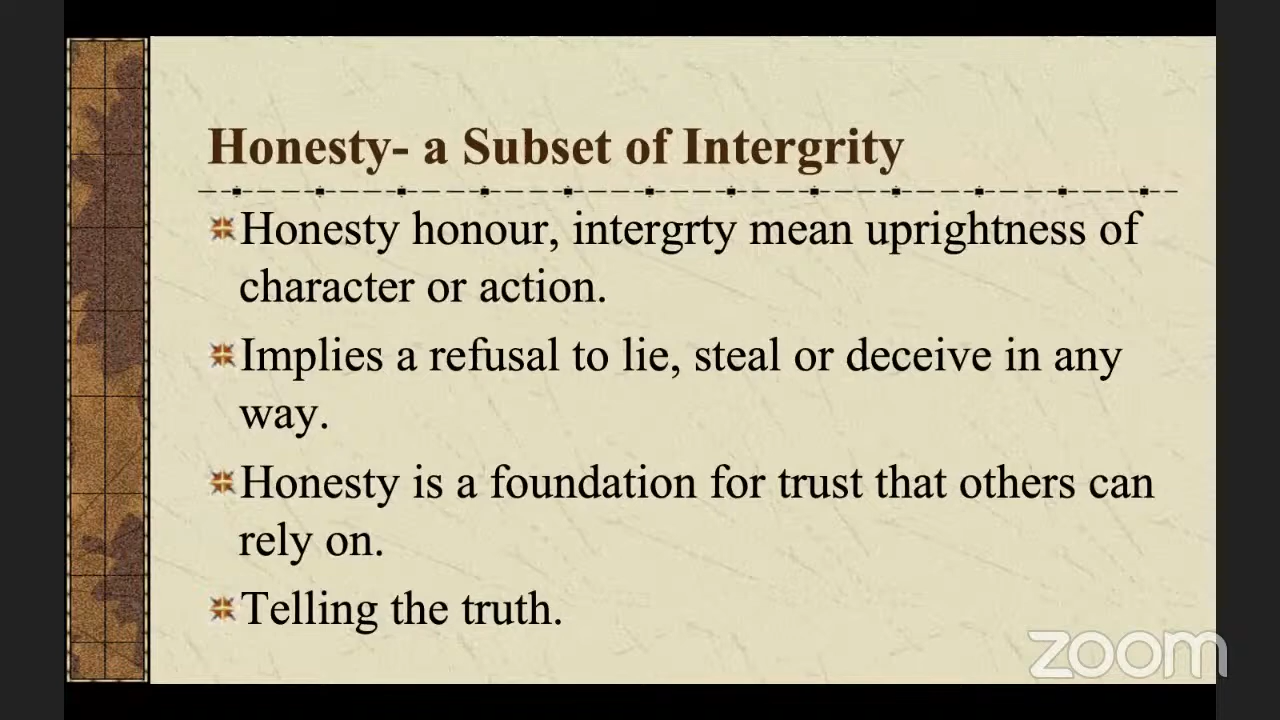 Honesty- a Subset of Intergrity
Honesty honour, intergrty mean uprightness of
character or action.
Implies a refusal to lie, steal or deceive in any
way.
Honesty is a foundation for trust that others can
rely on.
Telling the truth.
zoom